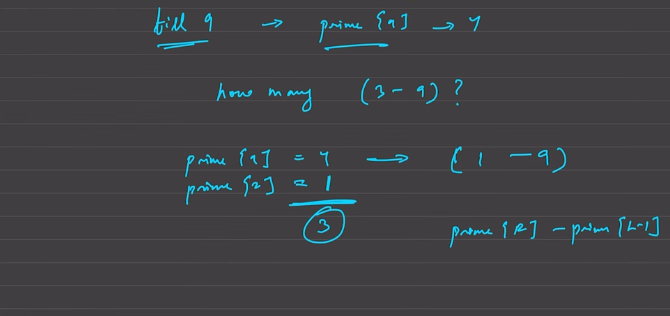 till 9 → prime [9] → 4
how many (3 - 9) ?
prime [9] = 4 → (1 - 9)
prime [2] = 1
3
prime [R] - prime [L-1]